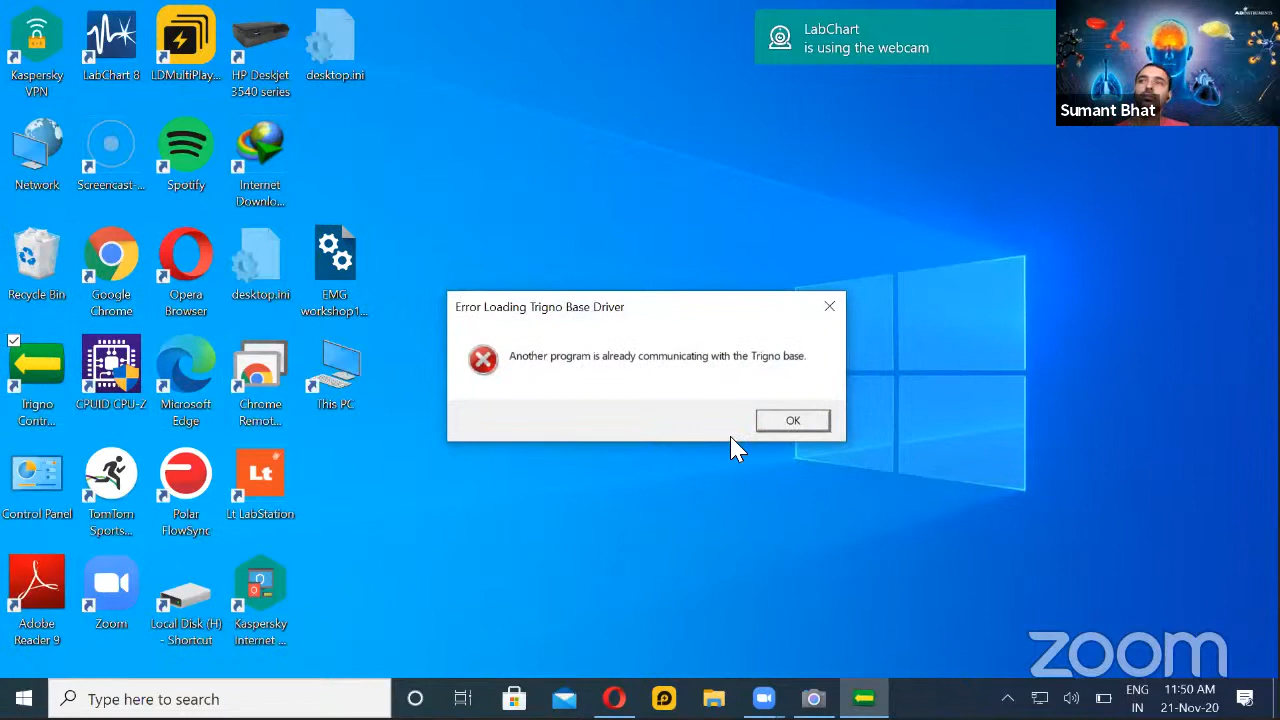 Kaspersky
VPN
LabChart 8
LDMultiPlay...
HP Deskjet
3540 series
desktop.ini
Network
Screencast-...
Spotify
Internet
Downlo...
Recycle Bin
Google
Chrome
Opera
Browser
desktop.ini
EMG
workshop1...
Trigno
Contr...
CPUID CPU-Z
Microsoft
Edge
Chrome
Remot...
This PC
Control Panel
TomTom
Sports...
Polar
FlowSync
Lt
Lt LabStation
Adobe
Reader 9
Zoom
Local Disk (H)
- Shortcut
Kaspersky
Internet ...
LabChart
is using the webcam
ADINSTRUMENTS
Sumant Bhat
Error Loading Trigno Base Driver
Another program is already communicating with the Trigno base.
OK
zoom
Type here to search
ENG
IN
11:50 AM
21-Nov-20